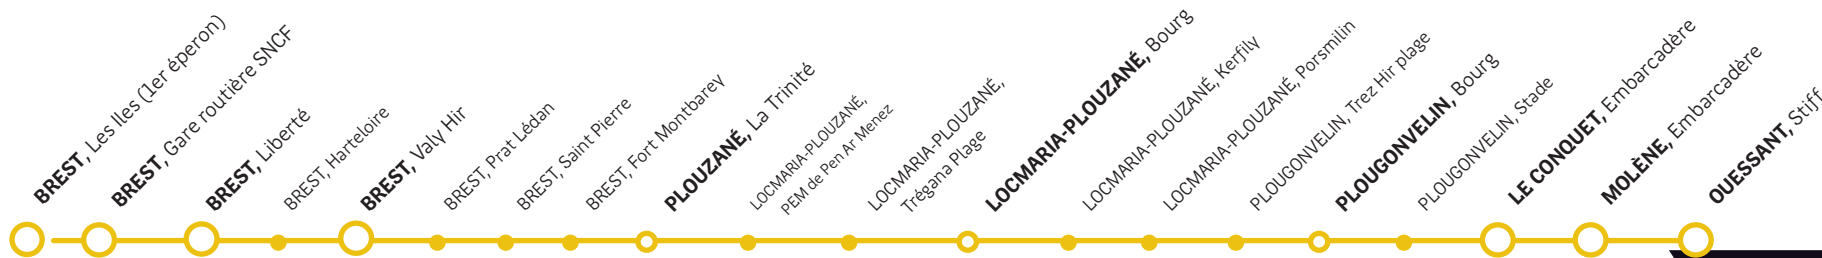 BREST, Les Iles (1er éperon)
BREST, Gare routière SNCF
BREST, Liberté
BREST, Harteloire
BREST, Valy Hir
BREST, Prat Lédan
BREST, Saint Pierre
BREST, Fort Montbarey
PLOUZANÉ, La Trinité
LOCMARIA-PLOUZANÉ,
PEM de Pen Ar Menez
LOCMARIA-PLOUZANÉ,
Trégana Plage
LOCMARIA-PLOUZANÉ, Bourg
LOCMARIA-PLOUZANÉ, Kerfily
LOCMARIA-PLOUZANÉ, Porsmilin
PLOUGONVELIN, Trez Hir plage
PLOUGONVELIN, Bourg
PLOUGONVELIN, Stade
LE CONQUET, Embarcadère
MOLÈNE, Embarcadère
OUESSANT, Stiff